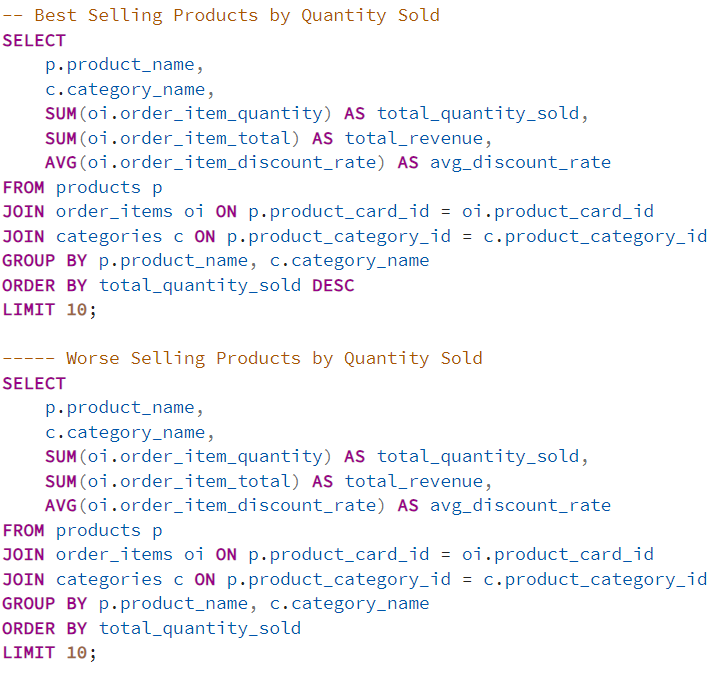 -- Best Selling Products by Quantity Sold
SELECT
    p.product_name,
    c.category_name,
    SUM(oi.order_item_quantity) AS total_quantity_sold,
    SUM(oi.order_item_total) AS total_revenue,
    AVG(oi.order_item_discount_rate) AS avg_discount_rate
FROM products p
JOIN order_items oi ON p.product_card_id = oi.product_card_id
JOIN categories c ON p.product_category_id = c.product_category_id
GROUP BY p.product_name, c.category_name
ORDER BY total_quantity_sold DESC
LIMIT 10;

----- Worse Selling Products by Quantity Sold
SELECT
    p.product_name,
    c.category_name,
    SUM(oi.order_item_quantity) AS total_quantity_sold,
    SUM(oi.order_item_total) AS total_revenue,
    AVG(oi.order_item_discount_rate) AS avg_discount_rate
FROM products p
JOIN order_items oi ON p.product_card_id = oi.product_card_id
JOIN categories c ON p.product_category_id = c.product_category_id
GROUP BY p.product_name, c.category_name
ORDER BY total_quantity_sold
LIMIT 10;